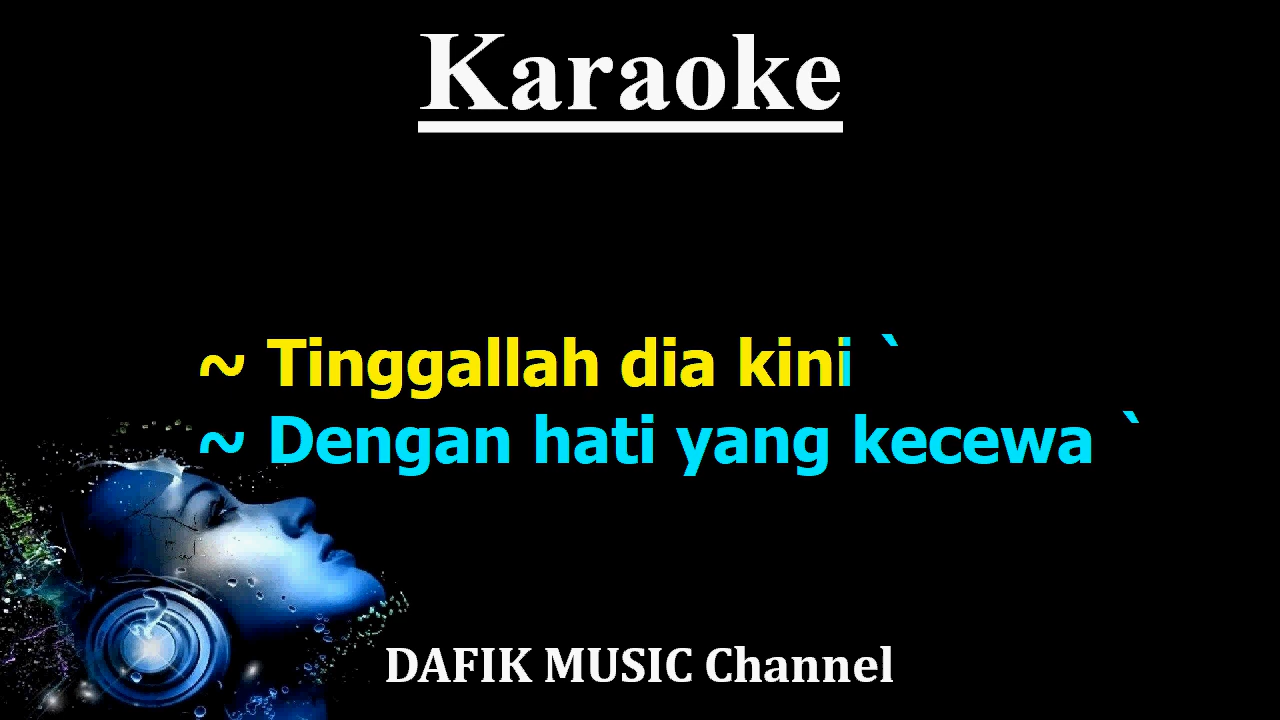 Karaoke
~ Tinggallah dia kini `
~ Dengan hati yang kecewa `
DAFIK MUSIC Channel